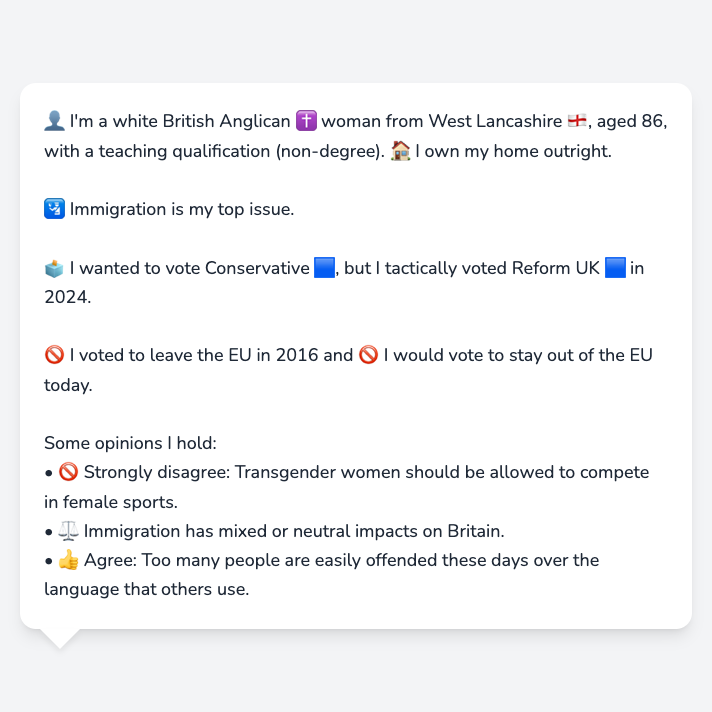 👤 I'm a white British Anglican ✝️ woman from West Lancashire 🏴󠁧󠁢󠁥󠁮󠁧󠁿, aged 86,
with a teaching qualification (non-degree). 🏠 I own my home outright.
🛂 Immigration is my top issue.
🗳️ I wanted to vote Conservative 🟦, but I tactically voted Reform UK 🟦 in
2024.
🚫 I voted to leave the EU in 2016 and 🚫 I would vote to stay out of the EU
today.
Some opinions I hold:
• 🚫 Strongly disagree: Transgender women should be allowed to compete
in female sports.
• ⚖️ Immigration has mixed or neutral impacts on Britain.
• 👍 Agree: Too many people are easily offended these days over the
language that others use.